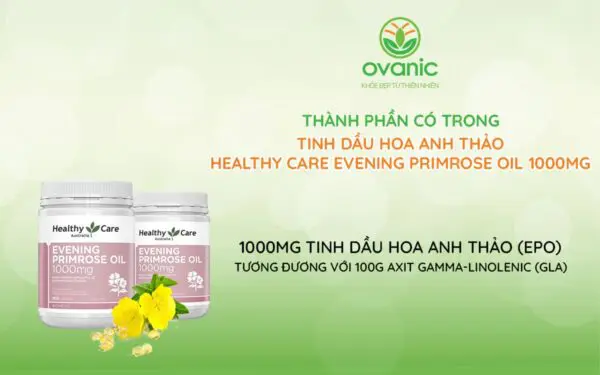 ovanic
KHỎE ĐẸP TỪ THIÊN NHIÊN
THÀNH PHẦN CÓ TRONG
TINH DẦU HOA ANH THẢO
HEALTHY CARE EVENING PRIMROSE OIL 1000MG
Healthy Care
Australia
EVENING
PRIMROSE OIL
1000mg
Healthy Care
Australia
EVENING
PRIMROSE OIL
1000mg
1000MG TINH DẦU HOA ANH THẢO (EPO)
TƯƠNG ĐƯƠNG VỚI 100G AXIT GAMMA-LINOLENIC (GLA)